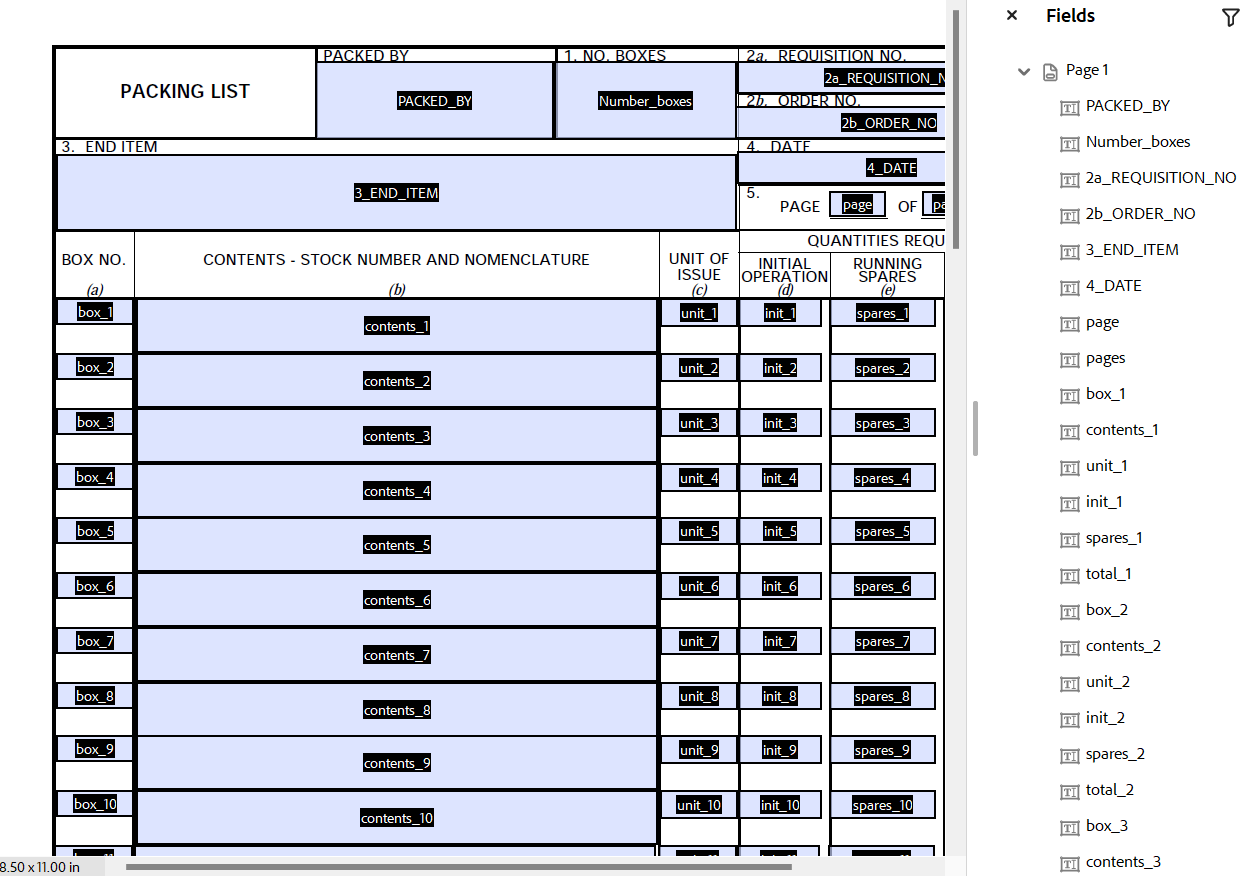 PACKING LIST
PACKED BY
PACKED_BY
1. NO. BOXES
Number_boxes
2a. REQUISITION NO.
2a_REQUISITION_N
2b. ORDER NO.
2b_ORDER_NO
3. END ITEM
3_END_ITEM
4. DATE
4_DATE
5. PAGE page OF pa
BOX NO.
(a)
CONTENTS - STOCK NUMBER AND NOMENCLATURE
(b)
UNIT OF
ISSUE
(c)
QUANTITIES REQU
INITIAL
OPERATION
(d)
RUNNING
SPARES
(e)
box_1 contents_1 unit_1 init_1 spares_1
box_2 contents_2 unit_2 init_2 spares_2
box_3 contents_3 unit_3 init_3 spares_3
box_4 contents_4 unit_4 init_4 spares_4
box_5 contents_5 unit_5 init_5 spares_5
box_6 contents_6 unit_6 init_6 spares_6
box_7 contents_7 unit_7 init_7 spares_7
box_8 contents_8 unit_8 init_8 spares_8
box_9 contents_9 unit_9 init_9 spares_9
box_10 contents_10 unit_10 init_10 spares_10
8.50 x 11.00 in
Fields
Page 1
PACKED_BY
Number_boxes
2a_REQUISITION_NO
2b_ORDER_NO
3_END_ITEM
4_DATE
page
pages
box_1
contents_1
unit_1
init_1
spares_1
total_1
box_2
contents_2
unit_2
init_2
spares_2
total_2
box_3
contents_3